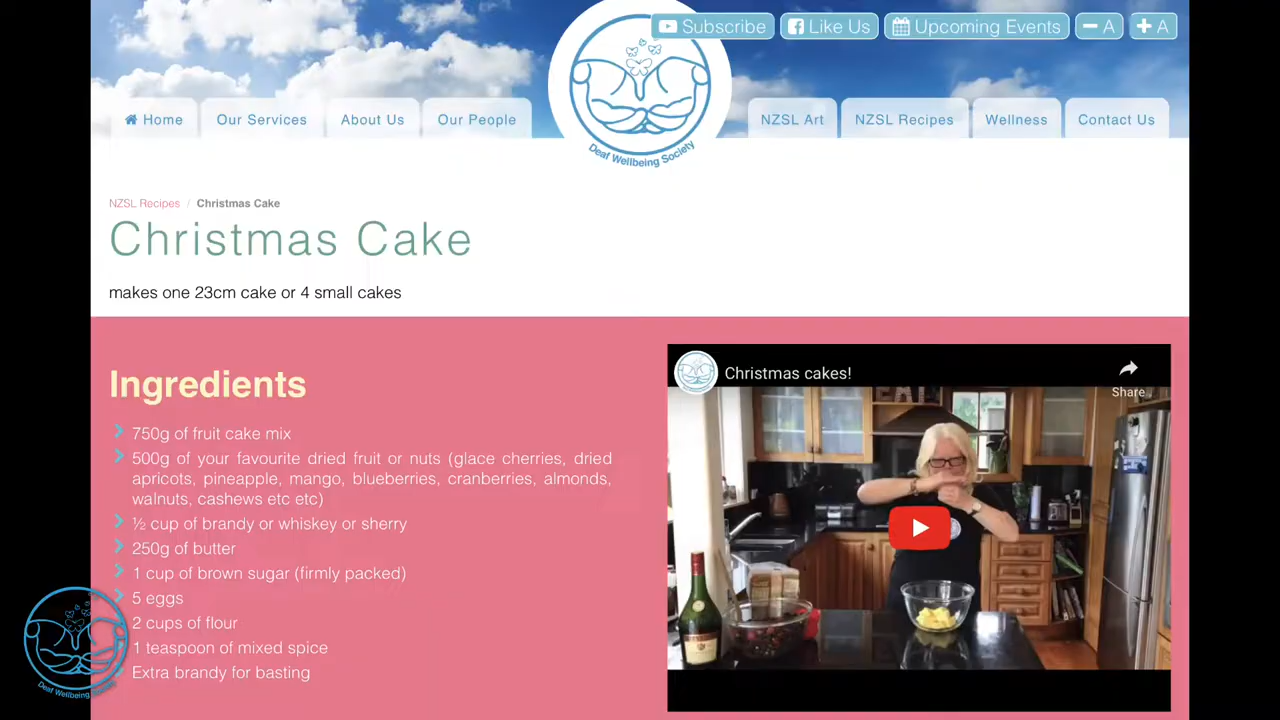 Subscribe
Like Us
Upcoming Events
A
A
Home
Our Services
About Us
Our People
NZSL Art
NZSL Recipes
Wellness
Contact Us
Deaf Wellbeing Society
NZSL Recipes / Christmas Cake
Christmas Cake
makes one 23cm cake or 4 small cakes
Ingredients
750g of fruit cake mix
500g of your favourite dried fruit or nuts (glace cherries, dried
apricots, pineapple, mango, blueberries, cranberries, almonds,
walnuts, cashews etc etc)
½ cup of brandy or whiskey or sherry
250g of butter
1 cup of brown sugar (firmly packed)
5 eggs
2 cups of flour
1 teaspoon of mixed spice
Extra brandy for basting
Christmas cakes!
Share
EAT
Deaf Wellbeing Society